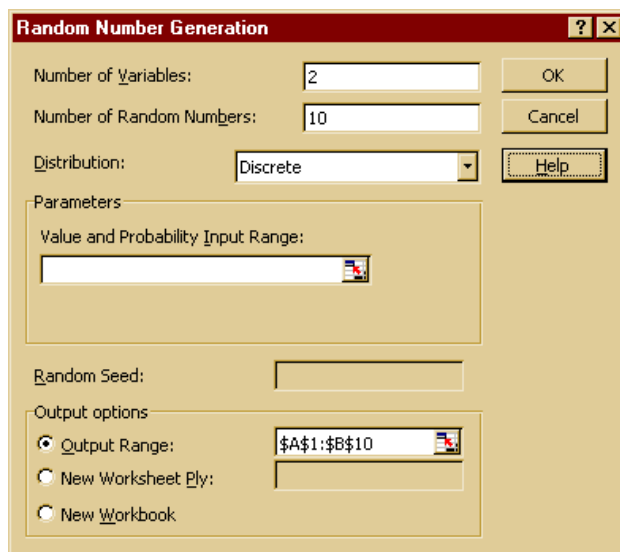 Random Number Generation
Number of Variables: 2 OK
Number of Random Numbers: 10 Cancel
Distribution: Discrete Help
Parameters
Value and Probability Input Range:
Random Seed:
Output options
Output Range: $A$1:$B$10
New Worksheet Ply:
New Workbook